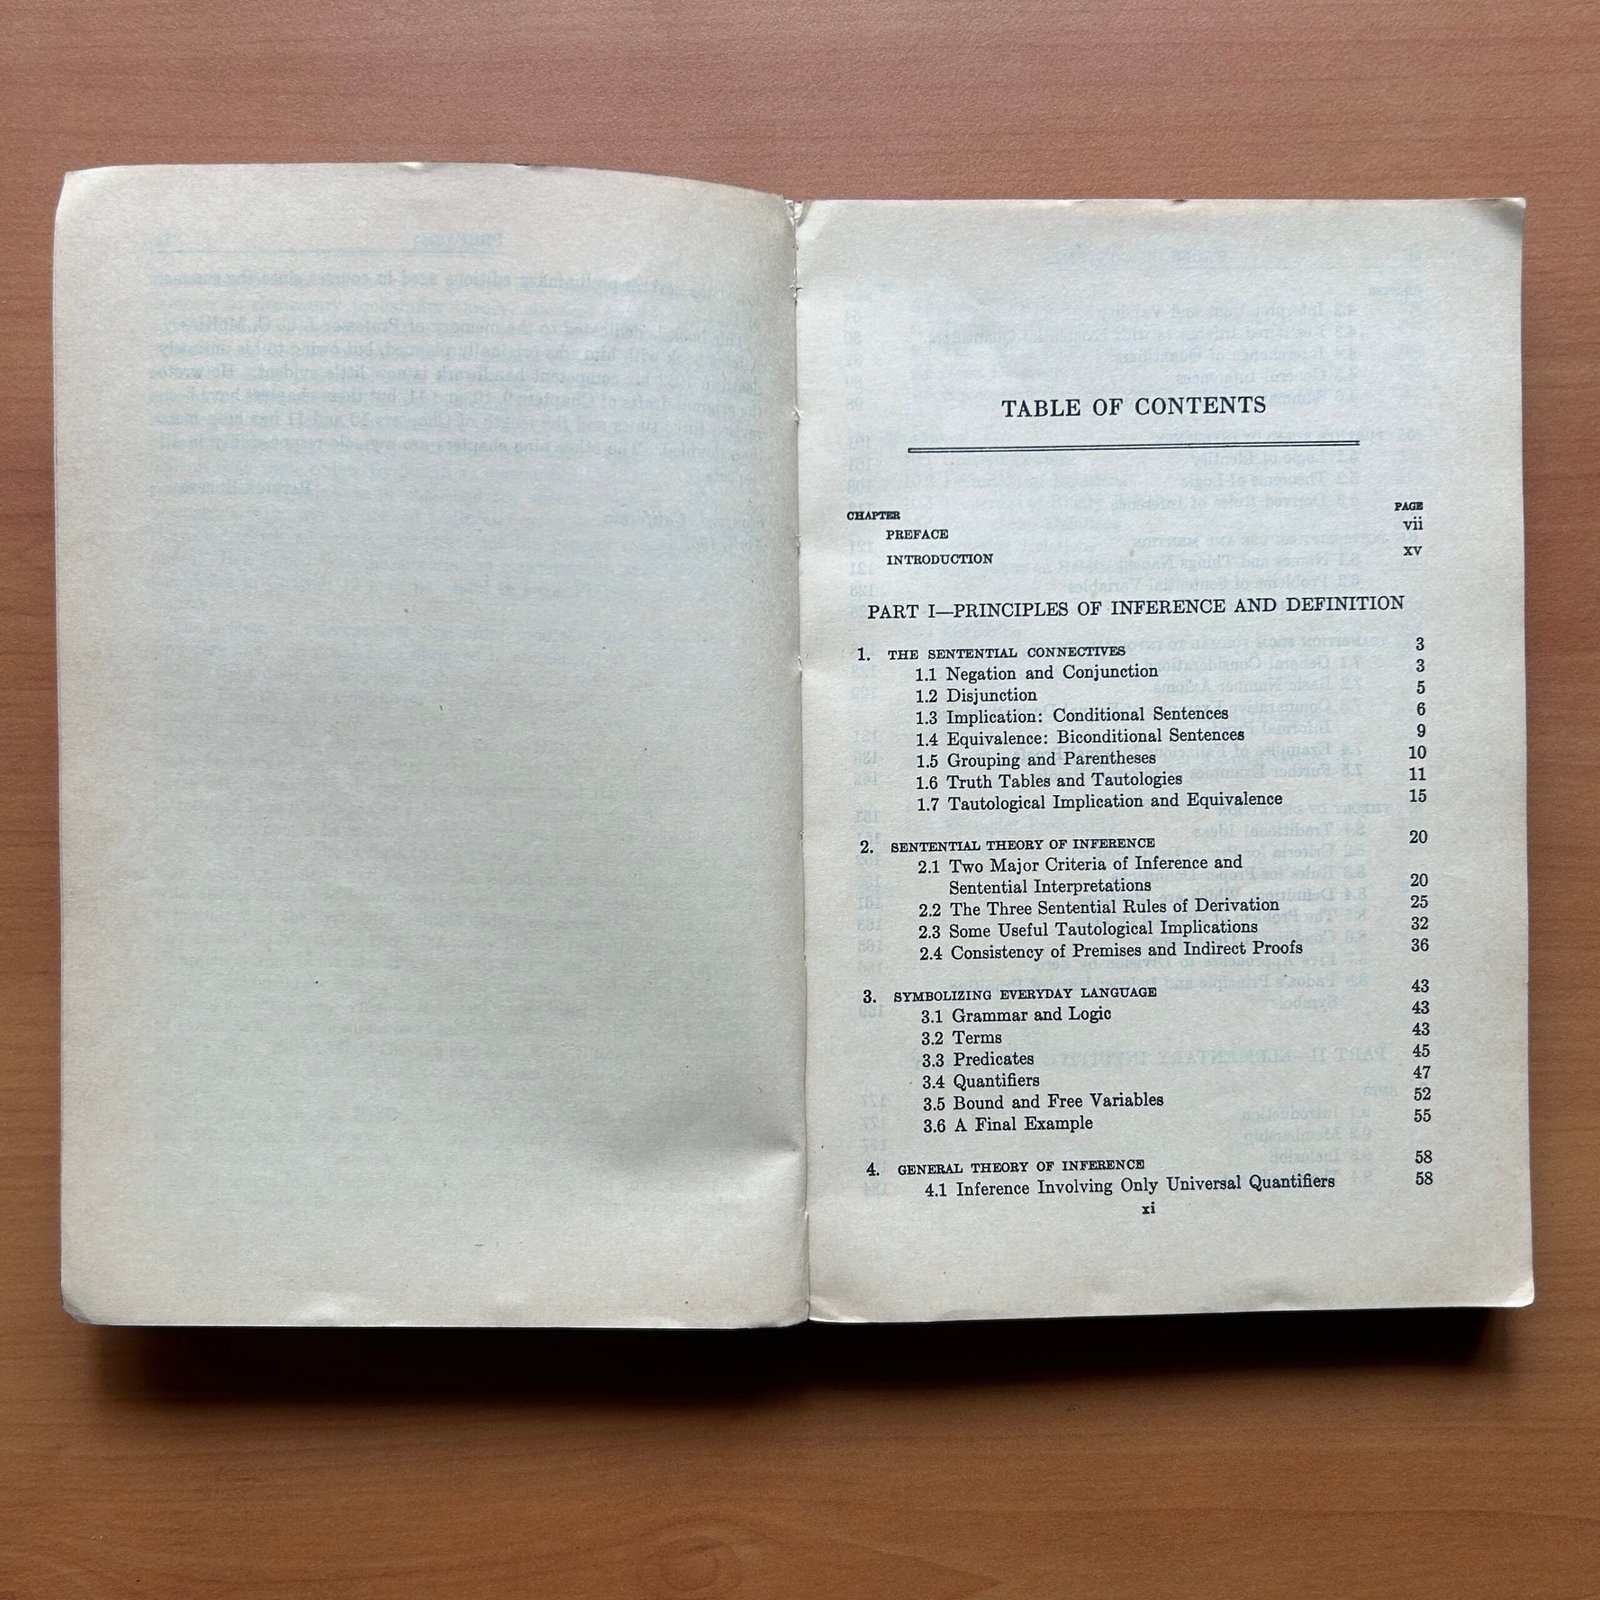 TABLE OF CONTENTS
CHAPTER PAGE
PREFACE vii
INTRODUCTION xv
PART I—PRINCIPLES OF INFERENCE AND DEFINITION
1. THE SENTENTIAL CONNECTIVES 3
1.1 Negation and Conjunction 3
1.2 Disjunction 5
1.3 Implication: Conditional Sentences 6
1.4 Equivalence: Biconditional Sentences 9
1.5 Grouping and Parentheses 10
1.6 Truth Tables and Tautologies 11
1.7 Tautological Implication and Equivalence 15
2. SENTENTIAL THEORY OF INFERENCE 20
2.1 Two Major Criteria of Inference and
Sentential Interpretations 20
2.2 The Three Sentential Rules of Derivation 25
2.3 Some Useful Tautological Implications 32
2.4 Consistency of Premises and Indirect Proofs 36
3. SYMBOLIZING EVERYDAY LANGUAGE 43
3.1 Grammar and Logic 43
3.2 Terms 43
3.3 Predicates 45
3.4 Quantifiers 47
3.5 Bound and Free Variables 52
3.6 A Final Example 55
4. GENERAL THEORY OF INFERENCE 58
4.1 Inference Involving Only Universal Quantifiers 58
xi